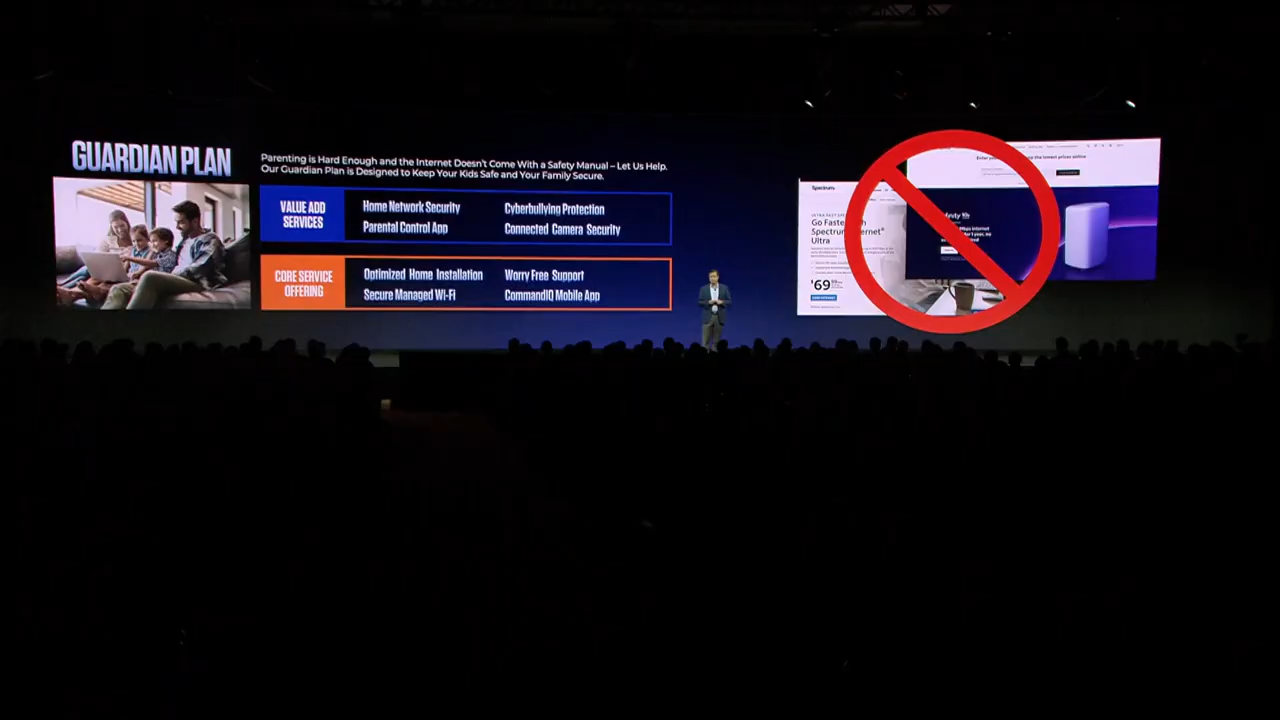 GUARDIAN PLAN
Parenting is Hard Enough and the Internet Doesn't Come With a Safety Manual – Let Us Help.
Our Guardian Plan is Designed to Keep Your Kids Safe and Your Family Secure.
VALUE ADD
SERVICES
Home Network Security
Cyberbullying Protection
Parental Control App
Connected Camera Security
CORE SERVICE
OFFERING
Optimized Home Installation
Worry Free Support
Secure Managed Wi-Fi
CommandIQ Mobile App
Spectrum
Go Faste
Spectrum
Ultra
$69